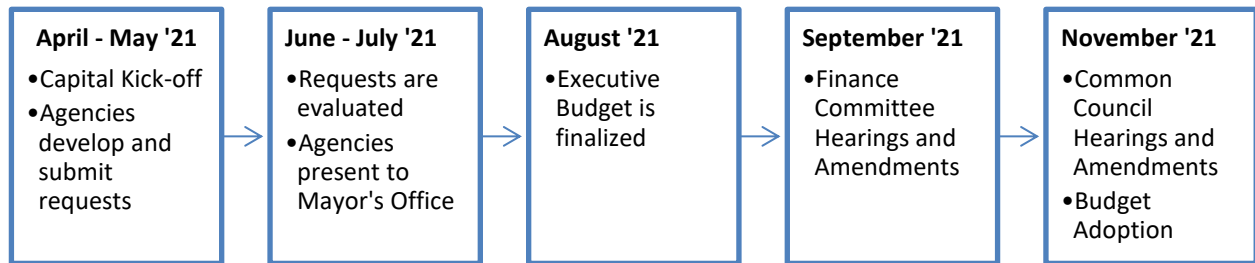 April - May '21
•Capital Kick-off
•Agencies
develop and
submit
requests
June - July '21
•Requests are
evaluated
•Agencies
present to
Mayor's Office
August '21
•Executive
Budget is
finalized
September '21
•Finance
Committee
Hearings and
Amendments
November '21
•Common
Council
Hearings and
Amendments
•Budget
Adoption